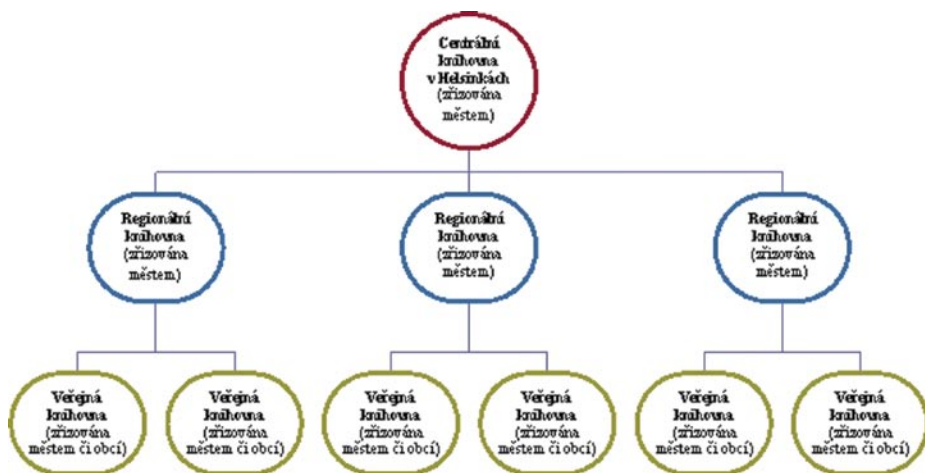 Centrální
knihovna
v Helsinkách
(zřizována
městem)
Regionální
knihovna
(zřizována
městem)
Regionální
knihovna
(zřizována
městem)
Regionální
knihovna
(zřizována
městem)
Veřejná
knihovna
(zřizována
městem či obcí)
Veřejná
knihovna
(zřizována
městem či obcí)
Veřejná
knihovna
(zřizována
městem či obcí)
Veřejná
knihovna
(zřizována
městem či obcí)
Veřejná
knihovna
(zřizována
městem či obcí)
Veřejná
knihovna
(zřizována
městem či obcí)